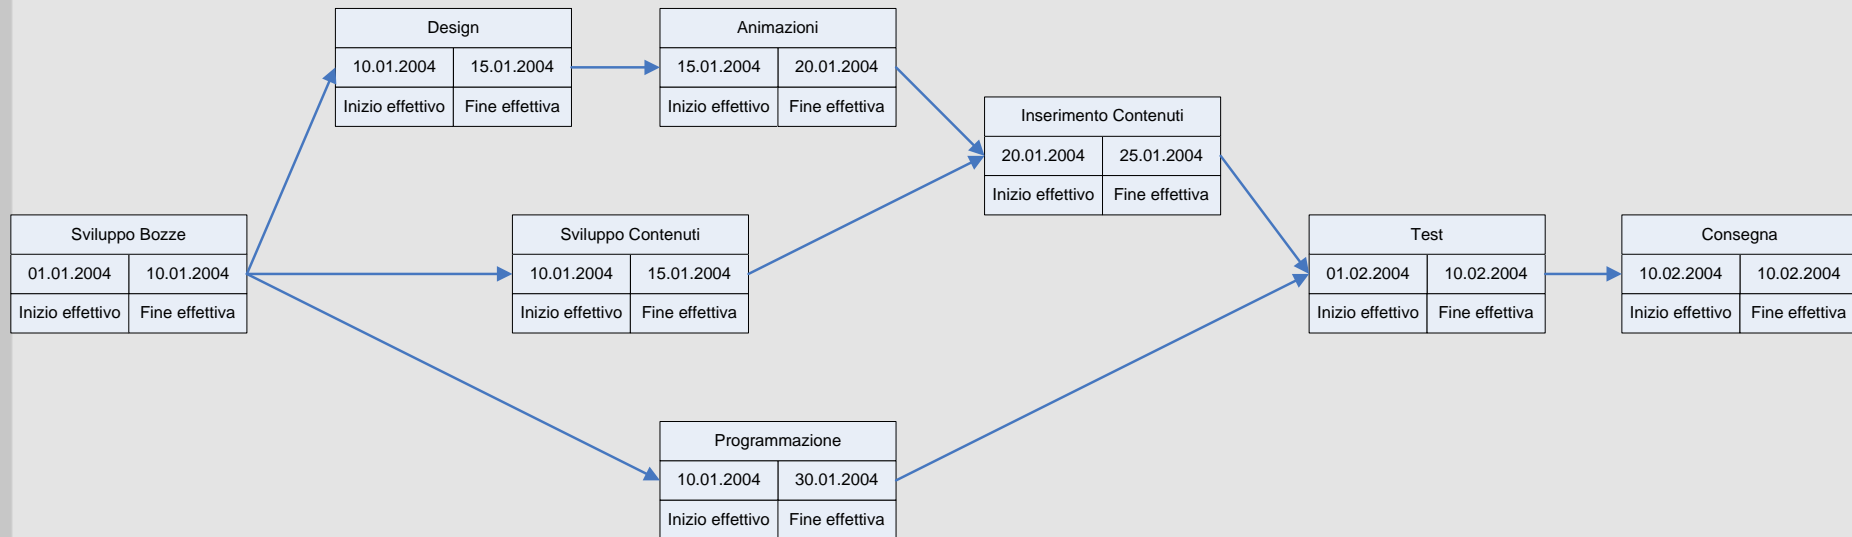 Design
10.01.2004 15.01.2004
Inizio effettivo Fine effettiva
Animazioni
15.01.2004 20.01.2004
Inizio effettivo Fine effettiva
Inserimento Contenuti
20.01.2004 25.01.2004
Inizio effettivo Fine effettiva
Sviluppo Bozze
01.01.2004 10.01.2004
Inizio effettivo Fine effettiva
Sviluppo Contenuti
10.01.2004 15.01.2004
Inizio effettivo Fine effettiva
Test
01.02.2004 10.02.2004
Inizio effettivo Fine effettiva
Consegna
10.02.2004 10.02.2004
Inizio effettivo Fine effettiva
Programmazione
10.01.2004 30.01.2004
Inizio effettivo Fine effettiva